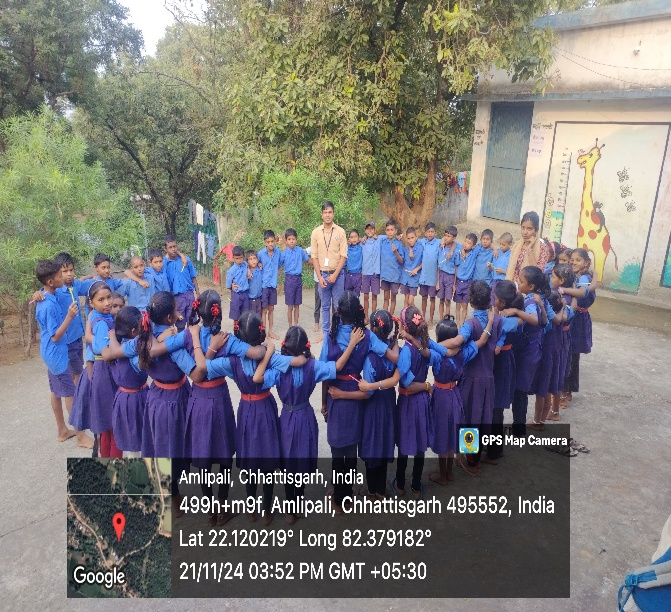 GPS Map Camera
Amlipali, Chhattisgarh, India
499h+m9f, Amlipali, Chhattisgarh 495552, India
Lat 22.120219° Long 82.379182°
21/11/24 03:52 PM GMT +05:30
Google